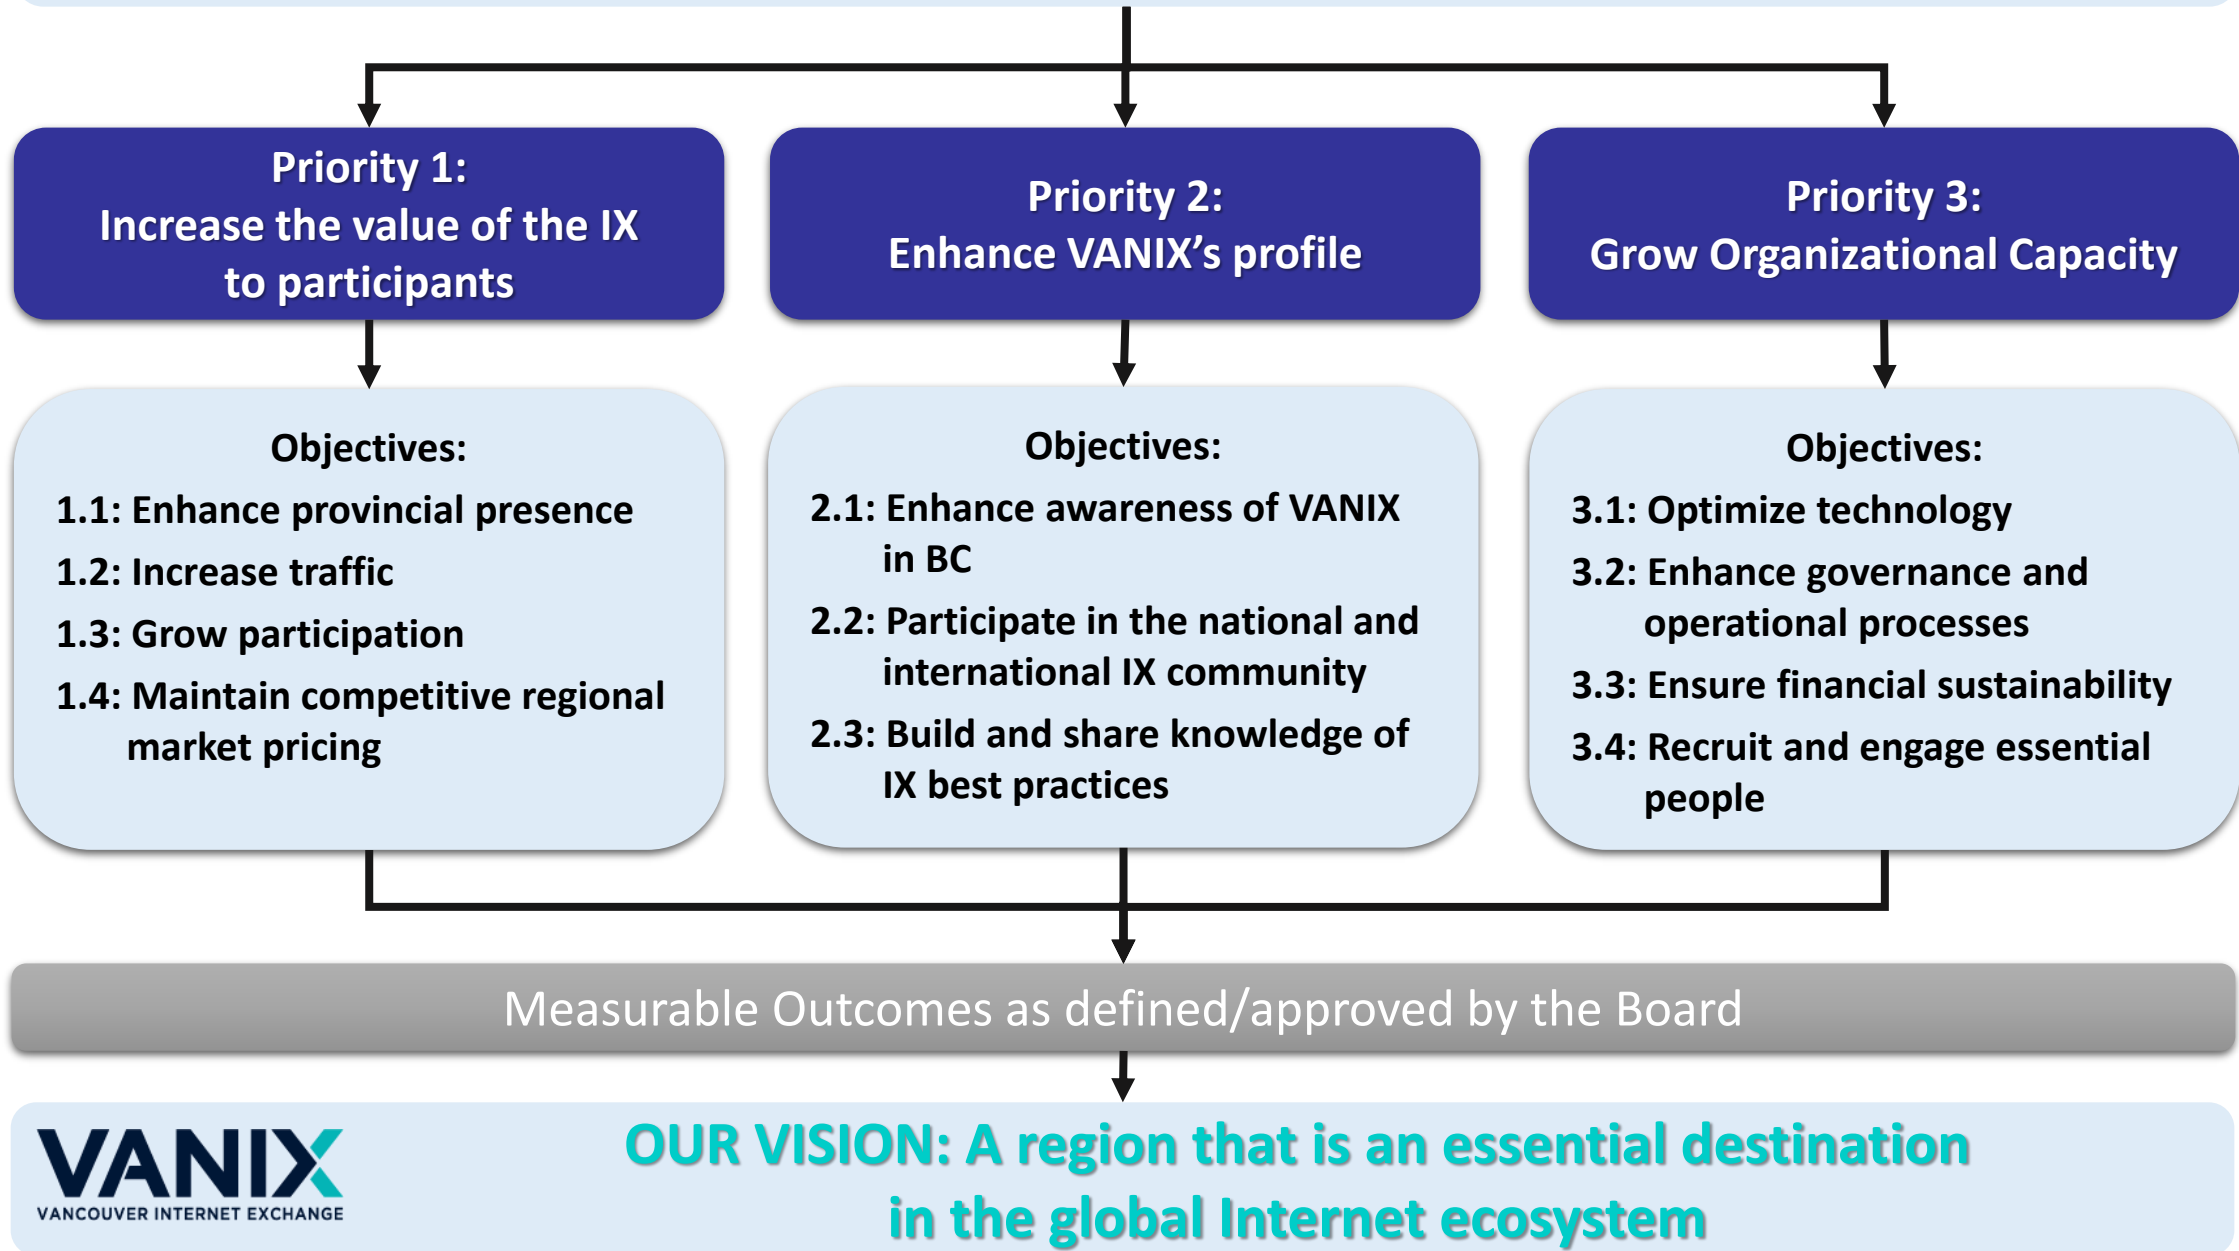 Priority 1:
Increase the value of the IX
to participants
Priority 2:
Enhance VANIX’s profile
Priority 3:
Grow Organizational Capacity
Objectives:
1.1: Enhance provincial presence
1.2: Increase traffic
1.3: Grow participation
1.4: Maintain competitive regional
market pricing
Objectives:
2.1: Enhance awareness of VANIX
in BC
2.2: Participate in the national and
international IX community
2.3: Build and share knowledge of
IX best practices
Objectives:
3.1: Optimize technology
3.2: Enhance governance and
operational processes
3.3: Ensure financial sustainability
3.4: Recruit and engage essential
people
Measurable Outcomes as defined/approved by the Board
VANIX
VANCOUVER INTERNET EXCHANGE
OUR VISION: A region that is an essential destination
in the global Internet ecosystem